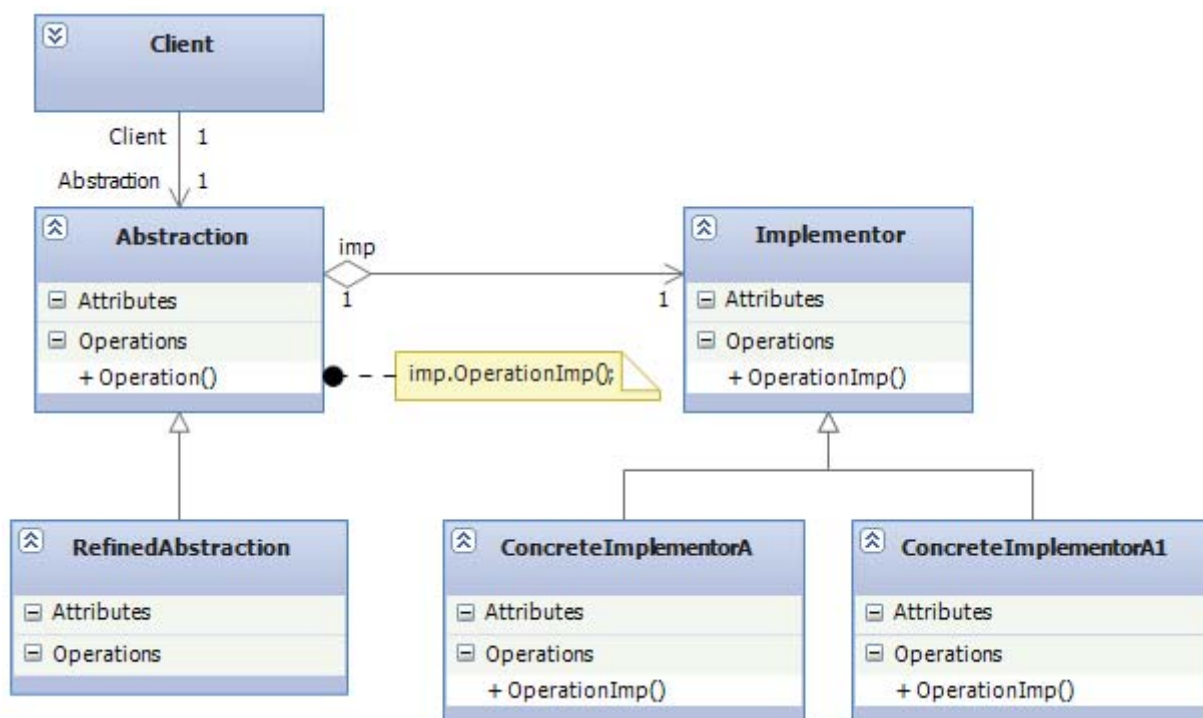 Client
Client 1
Abstraction 1
Abstraction
Attributes
Operations
+ Operation()
imp
1
1
imp.OperationImp();
Implementor
Attributes
Operations
+ OperationImp()
RefinedAbstraction
Attributes
Operations
ConcreteImplementorA
Attributes
Operations
+ OperationImp()
ConcreteImplementorA1
Attributes
Operations
+ OperationImp()